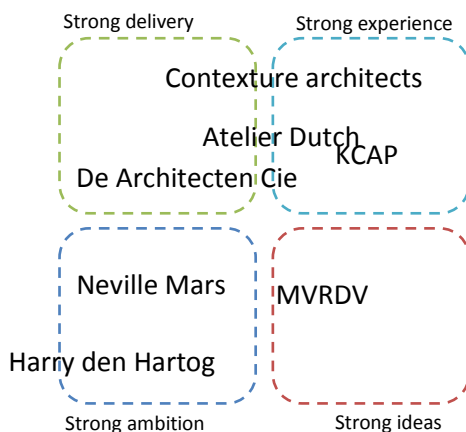 Strong delivery
Strong experience
Contexture architects
Atelier Dutch
KCAP
De Architecten Cie
Neville Mars
MVRDV
Harry den Hartog
Strong ambition
Strong ideas